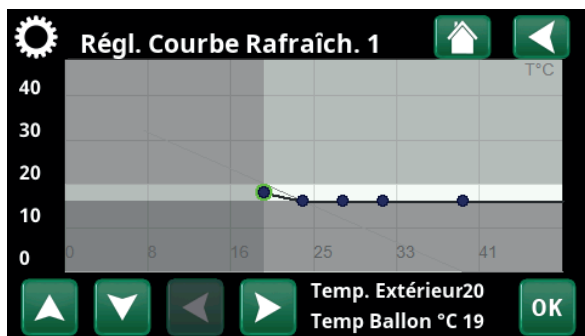 Régl. Courbe Rafraîch. 1
T°C
40
30
20
10
0
0 8 16 25 33 41
Temp. Extérieur20
Temp Ballon °C 19
OK